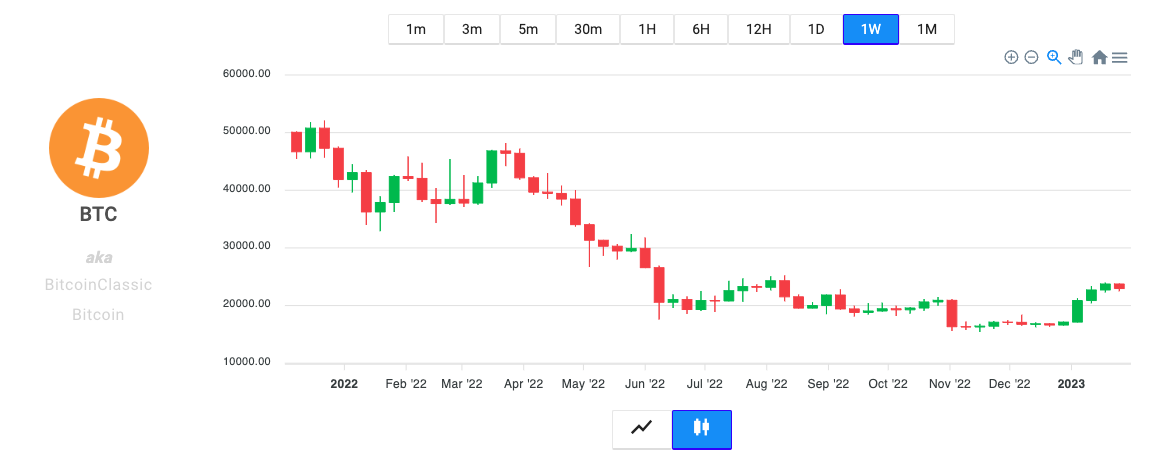 1m 3m 5m 30m 1H 6H 12H 1D 1W 1M
60000.00
50000.00
40000.00
30000.00
20000.00
10000.00
2022 Feb '22 Mar '22 Apr '22 May '22 Jun '22 Jul '22 Aug '22 Sep '22 Oct '22 Nov '22 Dec '22 2023
BTC
aka
BitcoinClassic
Bitcoin